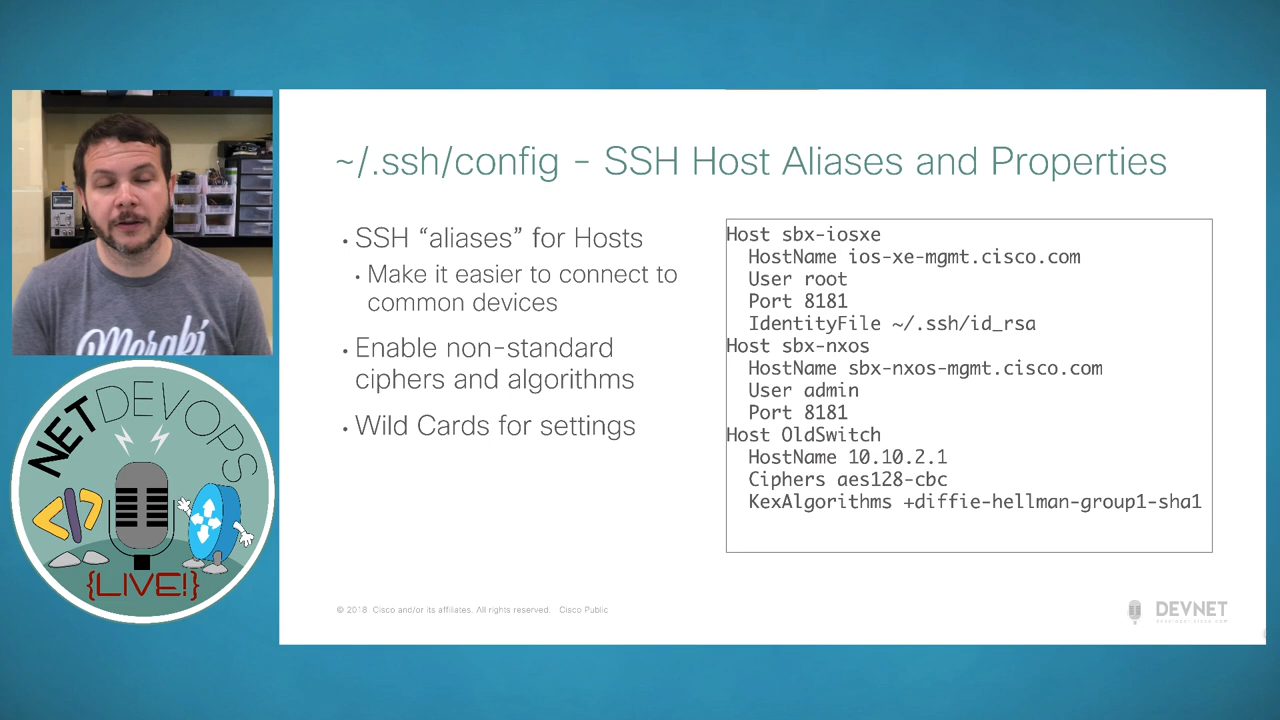 ~/.ssh/config - SSH Host Aliases and Properties
• SSH “aliases” for Hosts
• Make it easier to connect to
common devices
• Enable non-standard
ciphers and algorithms
• Wild Cards for settings
Host sbx-iosxe
HostName ios-xe-mgmt.cisco.com
User root
Port 8181
IdentityFile ~/.ssh/id_rsa
Host sbx-nxos
HostName sbx-nxos-mgmt.cisco.com
User admin
Port 8181
Host OldSwitch
HostName 10.10.2.1
Ciphers aes128-cbc
KexAlgorithms +diffie-hellman-group1-sha1
Meraki
NETDEVOPS
</>
{LIVE!}
© 2018 Cisco and/or its affiliates. All rights reserved. Cisco Public
DEVNET
developer.cisco.com